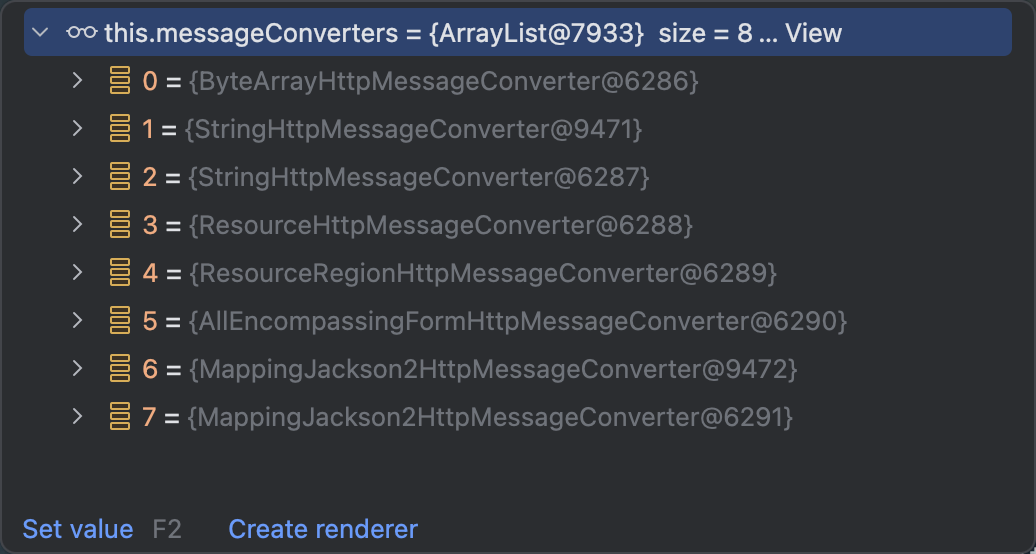 this.messageConverters = {ArrayList@7933} size = 8 ... View
0 = {ByteArrayHttpMessageConverter@6286}
1 = {StringHttpMessageConverter@9471}
2 = {StringHttpMessageConverter@6287}
3 = {ResourceHttpMessageConverter@6288}
4 = {ResourceRegionHttpMessageConverter@6289}
5 = {AllEncompassingFormHttpMessageConverter@6290}
6 = {MappingJackson2HttpMessageConverter@9472}
7 = {MappingJackson2HttpMessageConverter@6291}
Set value F2 Create renderer